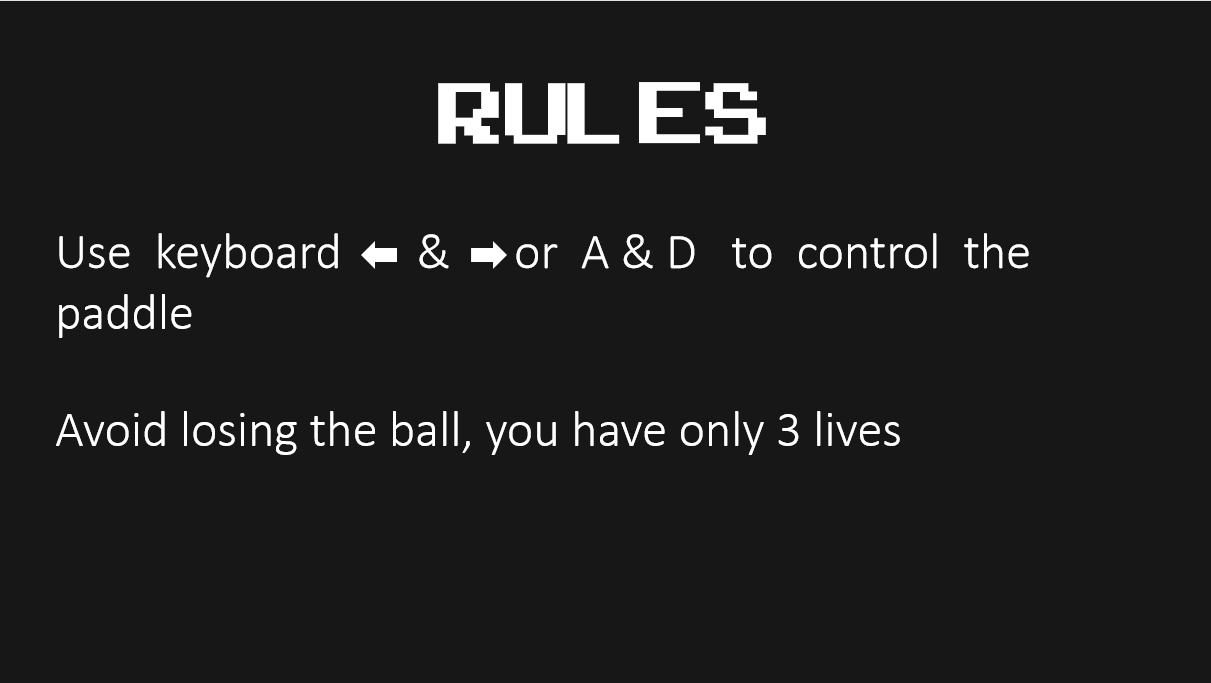 RULES
Use keyboard ⬅ & ➡ or A & D to control the
paddle
Avoid losing the ball, you have only 3 lives